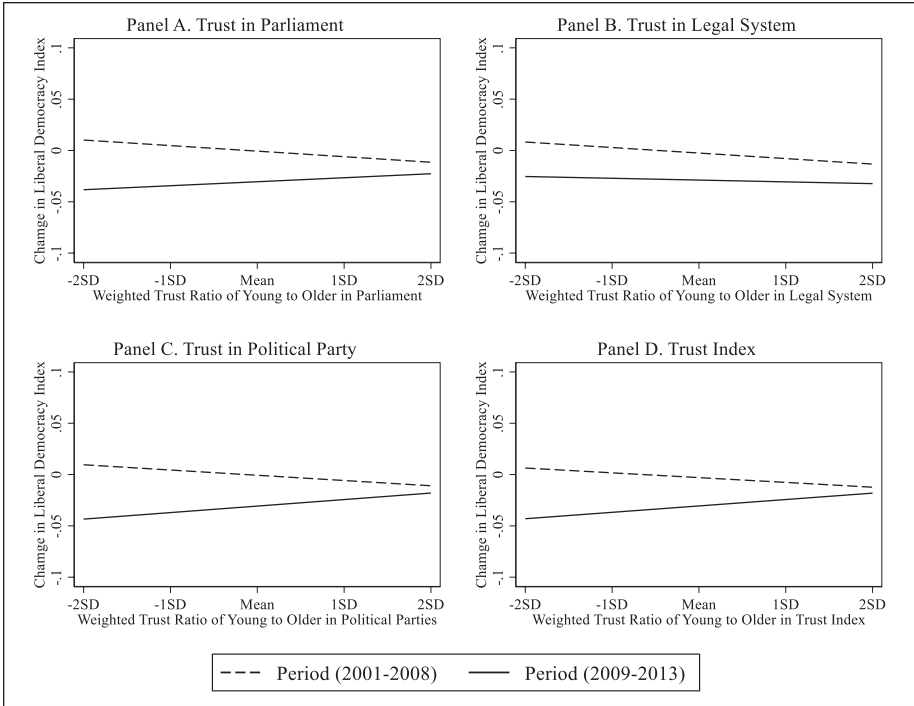 Panel A. Trust in Parliament
Chamge in Liberal Democracy Index
.1
.05
0
-.05
-.1
-2SD -1SD Mean 1SD 2SD
Weighted Trust Ratio of Young to Older in Parliament
Panel B. Trust in Legal System
Chamge in Liberal Democracy Index
.1
.05
0
-.05
-.1
-2SD -1SD Mean 1SD 2SD
Weighted Trust Ratio of Young to Older in Legal System
Panel C. Trust in Political Party
Chamge in Liberal Democracy Index
.1
.05
0
-.05
-.1
-2SD -1SD Mean 1SD 2SD
Weighted Trust Ratio of Young to Older in Political Parties
Panel D. Trust Index
Chamge in Liberal Democracy Index
.1
.05
0
-.05
-.1
-2SD -1SD Mean 1SD 2SD
Weighted Trust Ratio of Young to Older in Trust Index
Period (2001-2008) Period (2009-2013)